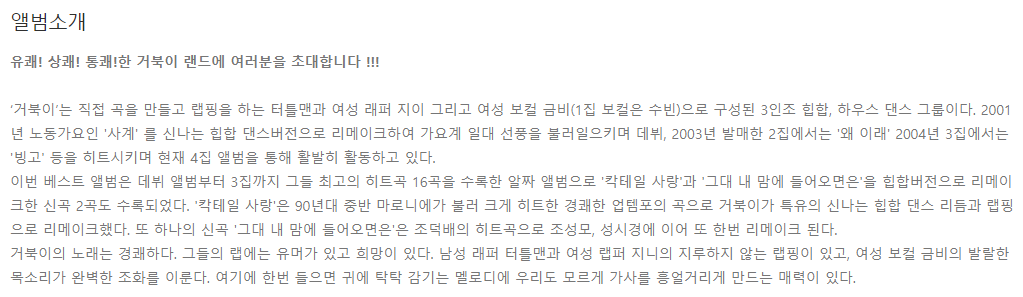 앨범소개
유쾌! 상쾌! 통쾌!한 거북이 랜드에 여러분을 초대합니다 !!!
‘거북이’는 직접 곡을 만들고 랩핑을 하는 터틀맨과 여성 래퍼 지이 그리고 여성 보컬 금비(1집 보컬은 수빈)으로 구성된 3인조 힙합, 하우스 댄스 그룹이다. 2001
년 노동가요인 '사계' 를 신나는 힙합 댄스버전으로 리메이크하여 가요계 일대 선풍을 불러일으키며 데뷔, 2003년 발매한 2집에서는 '왜 이래' 2004년 3집에서는
'빙고' 등을 히트시키며 현재 4집 앨범을 통해 활발히 활동하고 있다.
이번 베스트 앨범은 데뷔 앨범부터 3집까지 그들 최고의 히트곡 16곡을 수록한 알짜 앨범으로 '칵테일 사랑'과 '그대 내 맘에 들어오면은'을 힙합버전으로 리메이
크한 신곡 2곡도 수록되었다. '칵테일 사랑'은 90년대 중반 마로니에가 불러 크게 히트한 경쾌한 업템포의 곡으로 거북이가 특유의 신나는 힙합 댄스 리듬과 랩핑
으로 리메이크했다. 또 하나의 신곡 '그대 내 맘에 들어오면은'은 조덕배의 히트곡으로 조성모, 성시경에 이어 또 한번 리메이크 된다.
거북이의 노래는 경쾌하다. 그들의 랩에는 유머가 있고 희망이 있다. 남성 래퍼 터틀맨과 여성 랩퍼 지니의 지루하지 않는 랩핑이 있고, 여성 보컬 금비의 발랄한
목소리가 완벽한 조화를 이룬다. 여기에 한번 들으면 귀에 탁탁 감기는 멜로디에 우리도 모르게 가사를 흥얼거리게 만드는 매력이 있다.